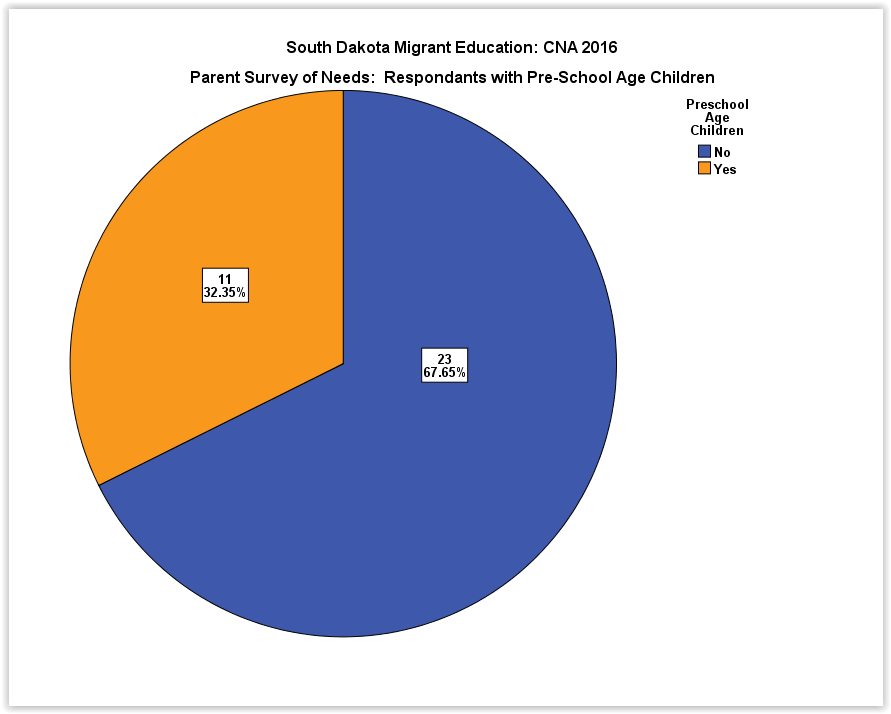 South Dakota Migrant Education: CNA 2016
Parent Survey of Needs:  Respondants with Pre-School Age Children
Preschool
Age
Children
No
Yes
11
32.35%
23
67.65%